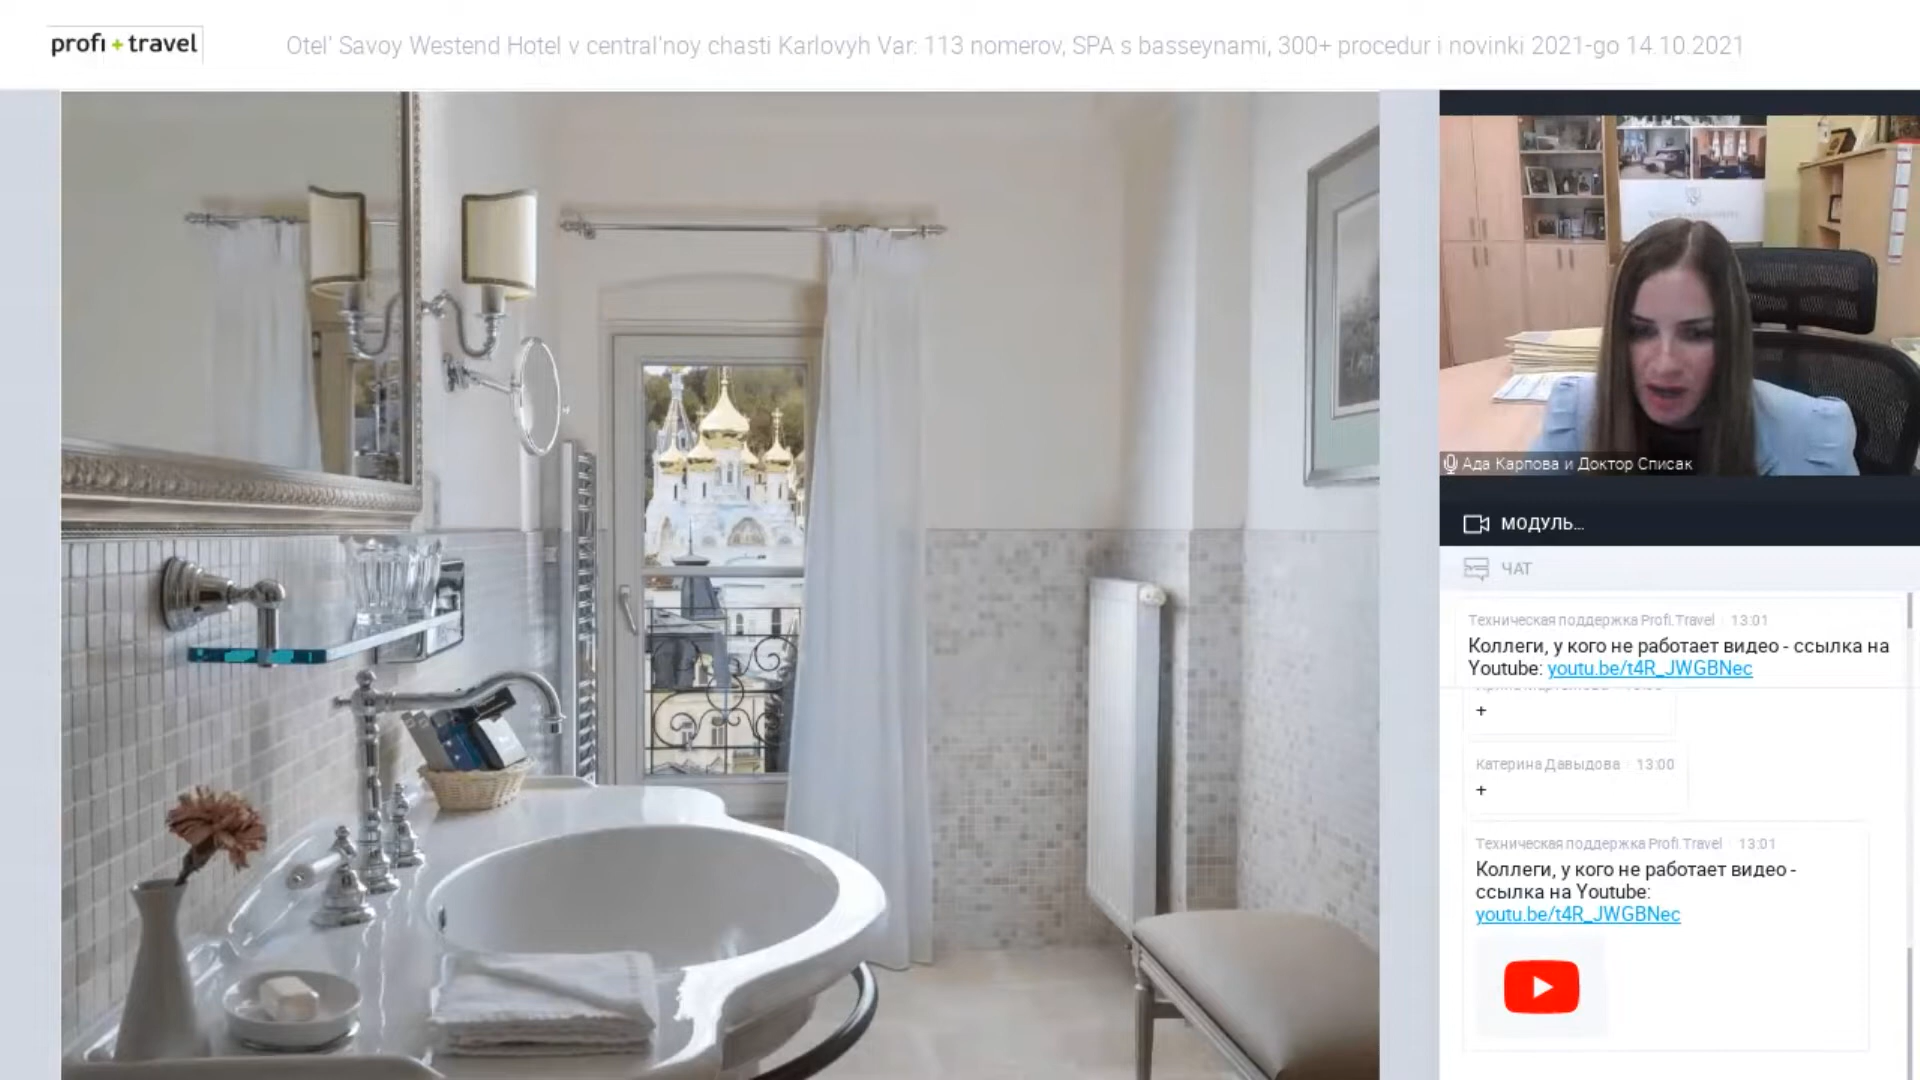 profi + travel
Otel' Savoy Westend Hotel v central'noy chasti Karlovyh Var: 113 nomerov, SPA s basseynami, 300+ procedur i novinki 2021-go 14.10.2021
Ада Карпова и Доктор Списак
МОДУЛЬ...
ЧАТ
Техническая поддержка Profi.Travel 13:01
Коллеги, у кого не работает видео - ссылка на
Youtube: youtu.be/t4R_JWGBNec
+
Катерина Давыдова 13:00
+
Техническая поддержка Profi.Travel 13:01
Коллеги, у кого не работает видео -
ссылка на Youtube:
youtu.be/t4R_JWGBNec